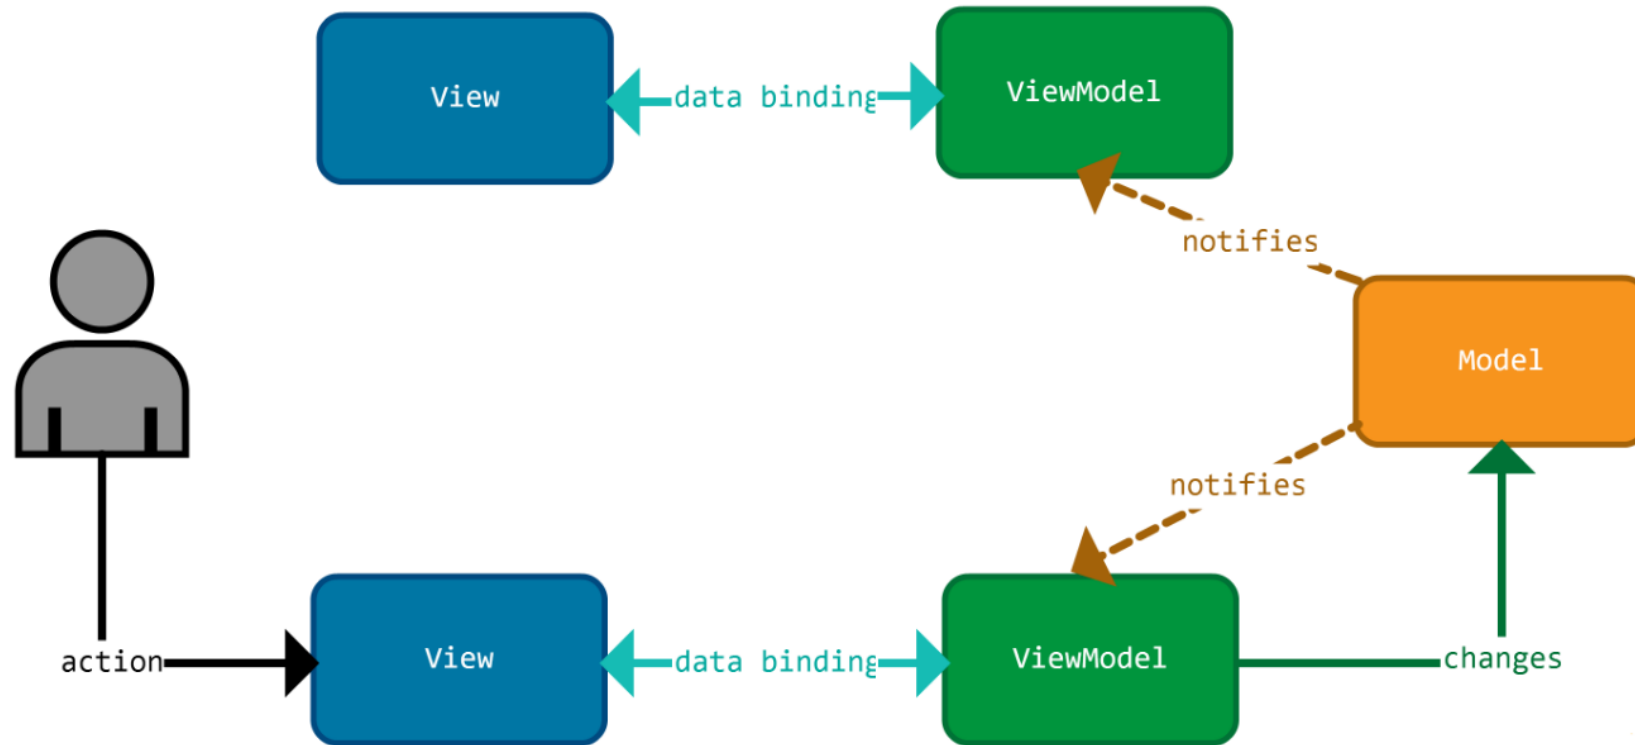 View
data binding
ViewModel
notifies
Model
notifies
action
View
data binding
ViewModel
changes